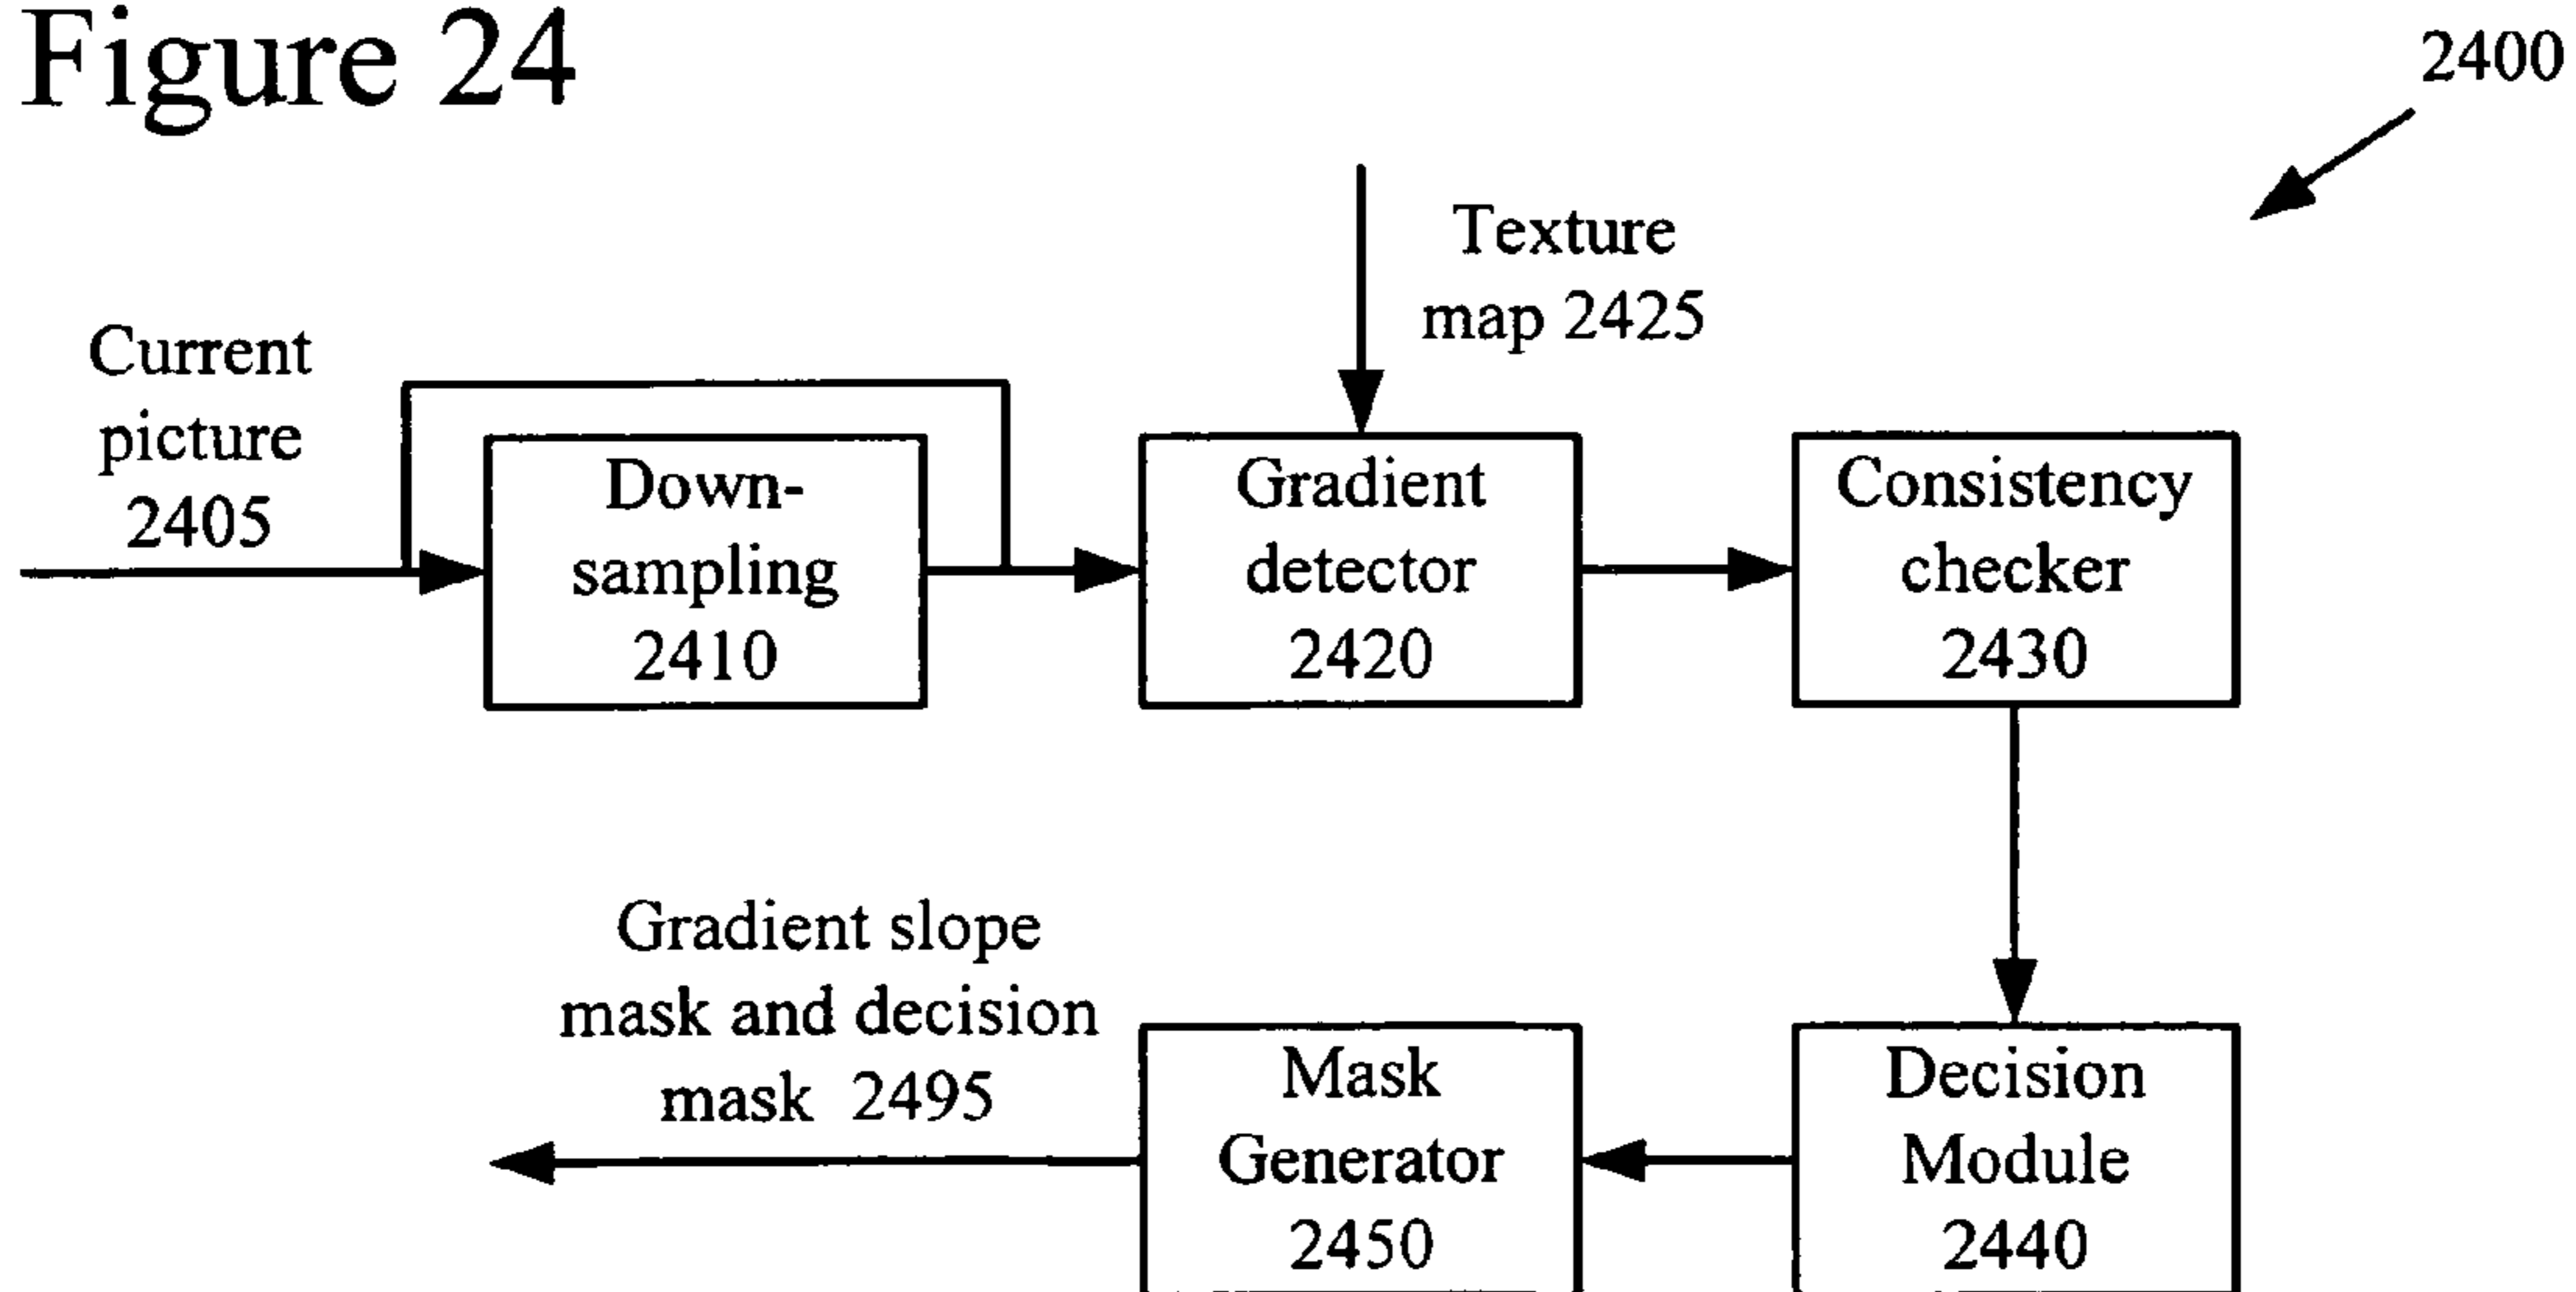 Figure 24
2400
Texture
map 2425
Current
picture
2405
Down-
sampling
2410
Gradient
detector
2420
Consistency
checker
2430
Gradient slope
mask and decision
mask 2495
Mask
Generator
2450
Decision
Module
2440